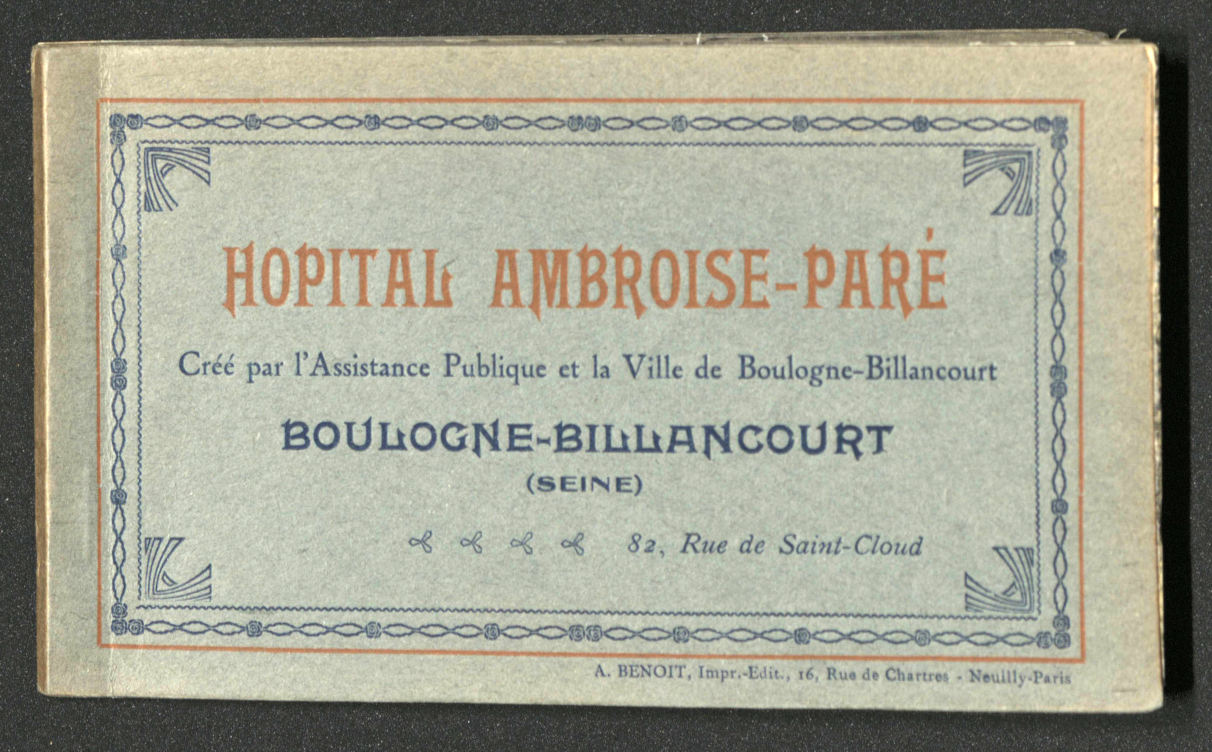 HOPITAL AMBROISE-PARÉ
Créé par l'Assistance Publique et la Ville de Boulogne-Billancourt
BOULOGNE-BILLANCOURT
(SEINE)
82, Rue de Saint-Cloud
A. BENOIT, Impr.-Edit., 16, Rue de Chartres - Neuilly-Paris